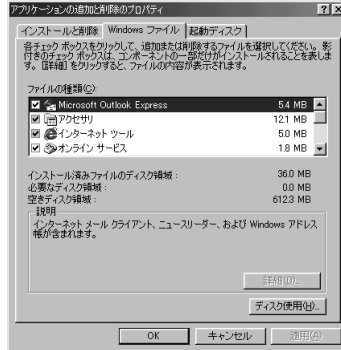 アプリケーションの追加と削除のプロパティ
インストールと削除 Windows ファイル 起動ディスク
各チェック ボックスをクリックして、追加または削除するファイルを選択してください。影
付きのチェック ボックスは、コンポーネントの一部だけがインストールされることを表しま
す。[詳細] をクリックすると、ファイルの内容が表示されます。
ファイルの種類(C):
Microsoft Outlook Express 5.4 MB
アクセサリ 12.1 MB
インターネット ツール 5.0 MB
オンライン サービス 1.8 MB
インストール済みファイルのディスク領域 : 36.0 MB
必要なディスク領域 : 0.0 MB
空きディスク領域 : 612.3 MB
説明
インターネット メール クライアント、ニュースリーダー、および Windows アドレス
帳が含まれます。
詳細(D)...
ディスク使用(H)...
OK キャンセル 適用(A)